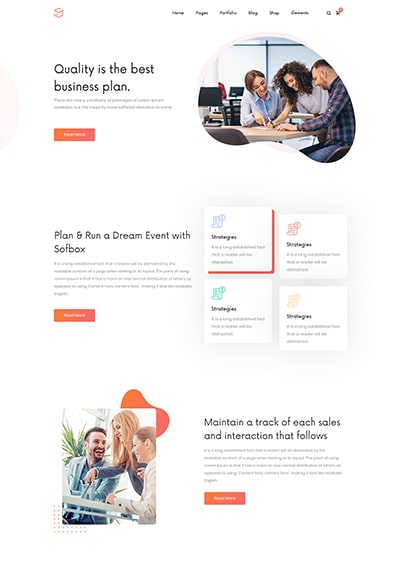 Home Pages Portfolio Blog Shop Elements
Quality is the best
business plan.
There are many variations of passages of Lorem Ipsum
available, but the majority have suffered alteration in some
Read More
Plan & Run a Dream Event with
Sofbox
It is a long established fact that a reader will be distracted by the
readable content of a page when looking at its layout. The point of using
Lorem Ipsum is that it has a more-or-less normal distribution of letters, as
opposed to using 'Content here, content here', making it look like readable
English.
Read More
Strategies
It is a long established fact
that a reader will be
distracted.
Strategies
It is a long established fact
that a reader will be
distracted.
Strategies
It is a long established fact
that a reader will be
distracted.
Strategies
It is a long established fact
that a reader will be
distracted.
Maintain a track of each sales
and interaction that follows
It is a long established fact that a reader will be distracted by the
readable content of a page when looking at its layout. The point of using
Lorem Ipsum is that it has a more-or-less normal distribution of letters, as
opposed to using 'Content here, content here', making it look like readable
English.
Read More